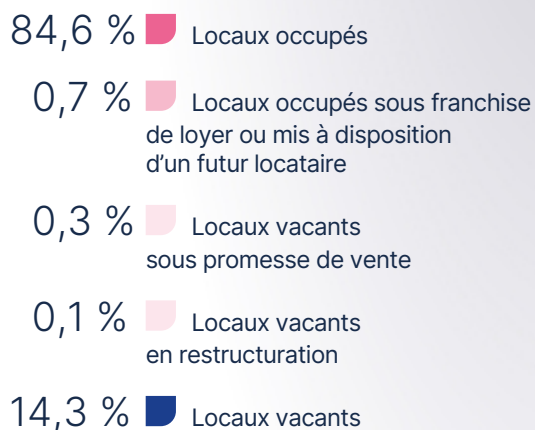 84,6 % Locaux occupés
0,7 % Locaux occupés sous franchise
de loyer ou mis à disposition
d’un futur locataire
0,3 % Locaux vacants
sous promesse de vente
0,1 % Locaux vacants
en restructuration
14,3 % Locaux vacants